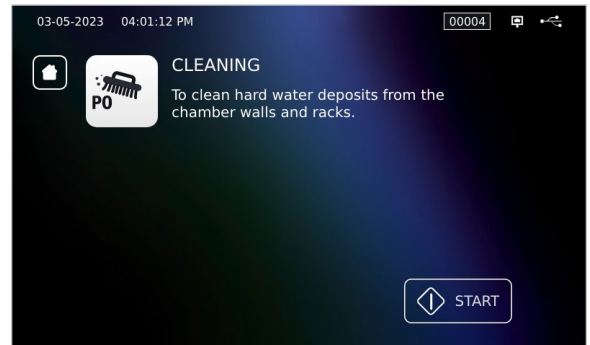 03-05-2023 04:01:12 PM 00004
CLEANING
To clean hard water deposits from the
chamber walls and racks.
P0
START